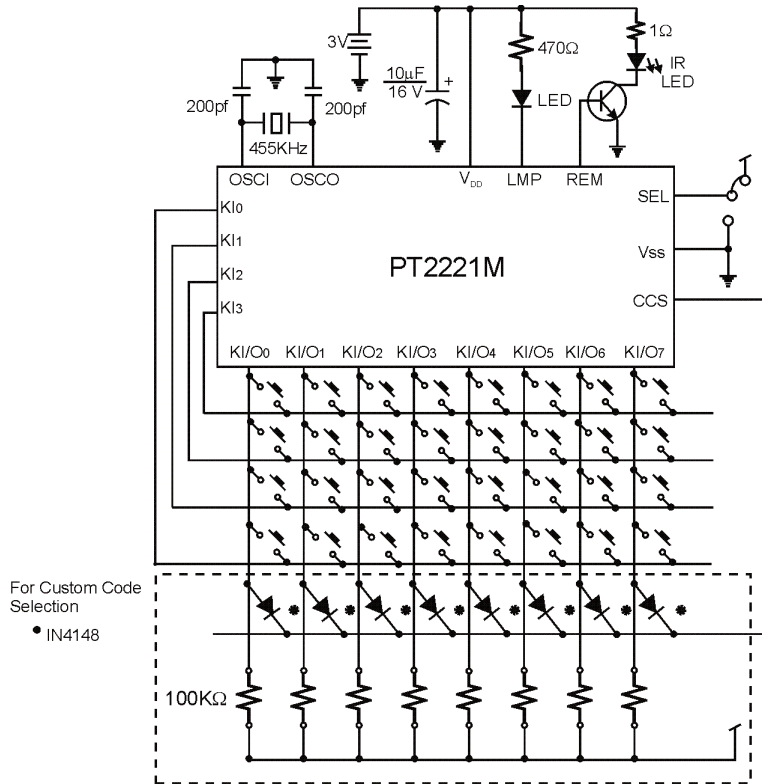 3V
10µF
16 V
+
470Ω
LED
1Ω
IR
LED
200pf
200pf
455KHz
OSCI
OSCO
VDD
LMP
REM
KI0
KI1
KI2
KI3
PT2221M
SEL
Vss
CCS
KI/O0
KI/O1
KI/O2
KI/O3
KI/O4
KI/O5
KI/O6
KI/O7
For Custom Code
Selection
● IN4148
100KΩ